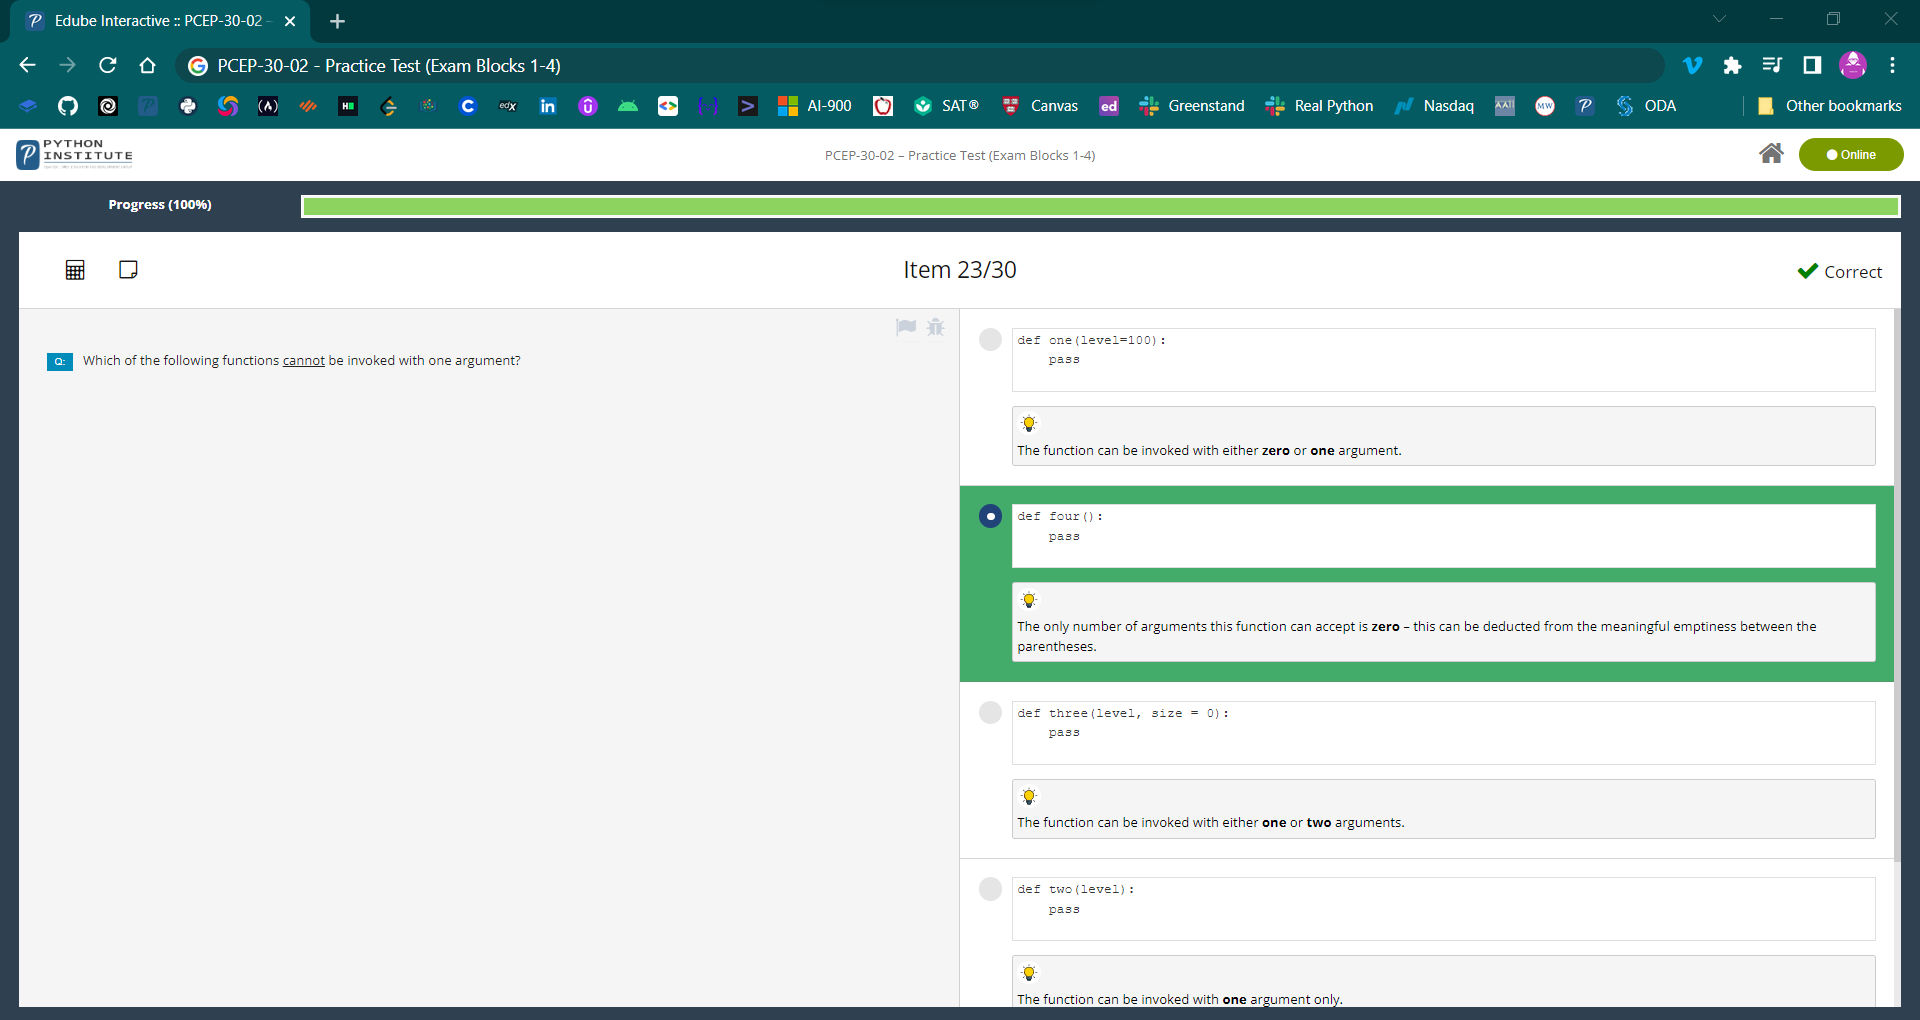 Edube Interactive :: PCEP-30-02 -
PCEP-30-02 - Practice Test (Exam Blocks 1-4)
AI-900
SAT®
Canvas
ed
Greenstand
Real Python
Nasdaq
AATI
MW
ODA
Other bookmarks
PYTHON
INSTITUTE
PCEP-30-02 – Practice Test (Exam Blocks 1-4)
Online
Progress (100%)
Item 23/30
Correct
Q: Which of the following functions cannot be invoked with one argument?
def one(level=100):
    pass
The function can be invoked with either zero or one argument.
def four():
    pass
The only number of arguments this function can accept is zero – this can be deducted from the meaningful emptiness between the
parentheses.
def three(level, size = 0):
    pass
The function can be invoked with either one or two arguments.
def two(level):
    pass
The function can be invoked with one argument only.